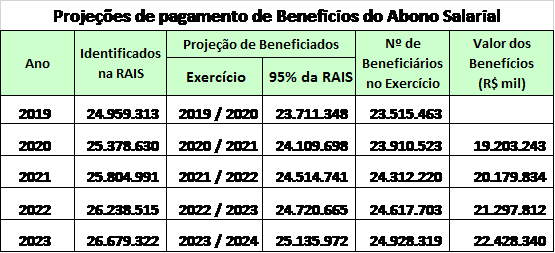 Projeções de pagamento de Benefícios do Abono Salarial
Ano Identificados na RAIS Projeção de Beneficiados Nº de Beneficiários no Exercício Valor dos Benefícios (R$ mil)
Exercício 95% da RAIS
2019 24.959.313 2019 / 2020 23.711.348 23.515.463
2020 25.378.630 2020 / 2021 24.109.698 23.910.523 19.203.243
2021 25.804.991 2021 / 2022 24.514.741 24.312.220 20.179.834
2022 26.238.515 2022 / 2023 24.720.665 24.617.703 21.297.812
2023 26.679.322 2023 / 2024 25.135.972 24.928.319 22.428.340